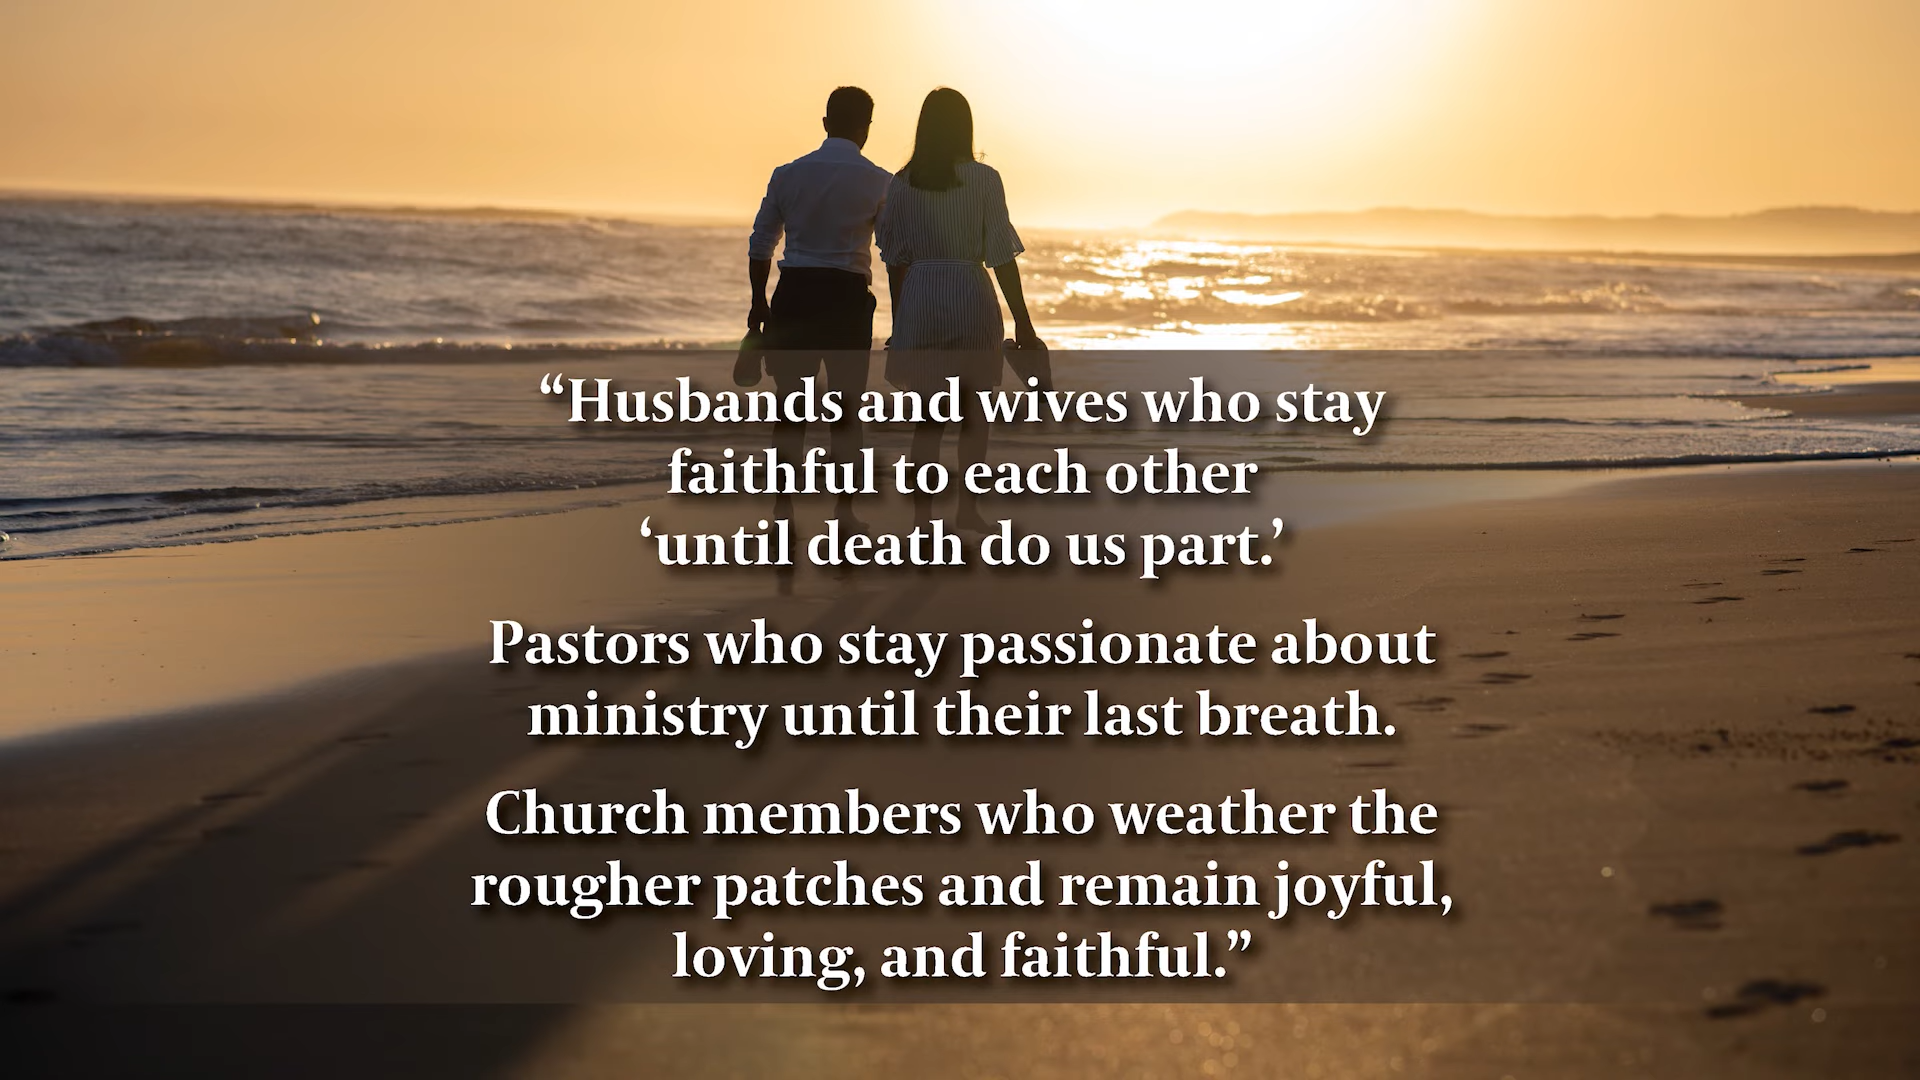 “Husbands and wives who stay
faithful to each other
‘until death do us part.’
Pastors who stay passionate about
ministry until their last breath.
Church members who weather the
rougher patches and remain joyful,
loving, and faithful.”